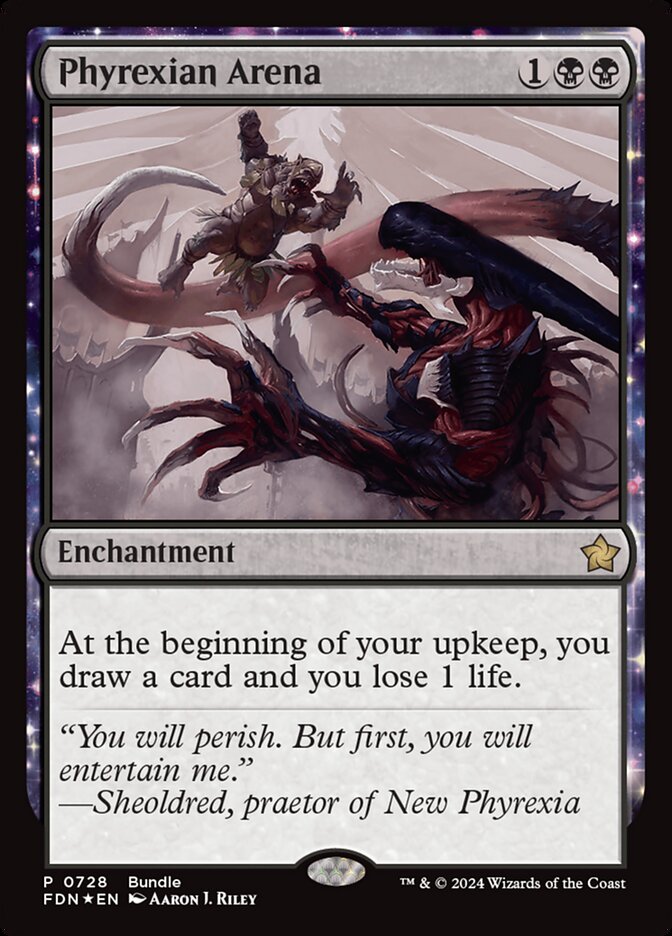 Phyrexian Arena 1
Enchantment
At the beginning of your upkeep, you
draw a card and you lose 1 life.
“You will perish. But first, you will
entertain me.”
—Sheoldred, praetor of New Phyrexia
P 0728 Bundle
FDN★EN Aaron J. Riley
™ & © 2024 Wizards of the Coast